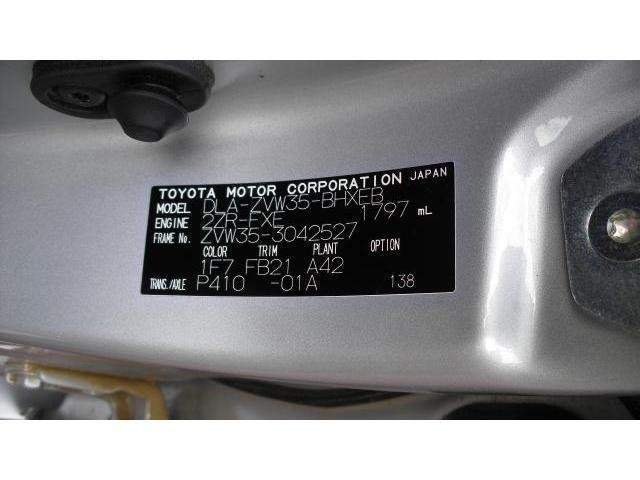 TOYOTA MOTOR CORPORATION JAPAN
MODEL DLA-ZVW35-BHXEB
ENGINE 2ZR-FXE 1797 mL
FRAME No. ZVW35-3042527
COLOR TRIM PLANT OPTION
1F7 FB21 A42
TRANS./AXLE P410 -01A 138